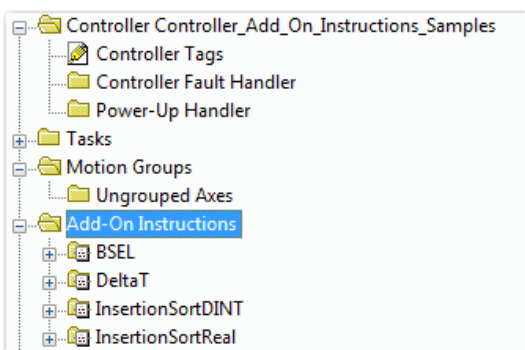 Controller Controller_Add_On_Instructions_Samples
Controller Tags
Controller Fault Handler
Power-Up Handler
Tasks
Motion Groups
Ungrouped Axes
Add-On Instructions
BSEL
DeltaT
InsertionSortDINT
InsertionSortReal